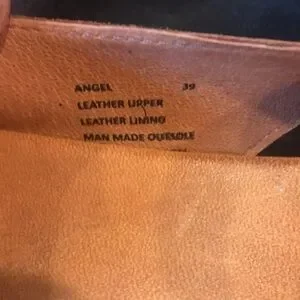 ANGEL 39
LEATHER UPPER
LEATHER LINING
MAN MADE OUTSOLE